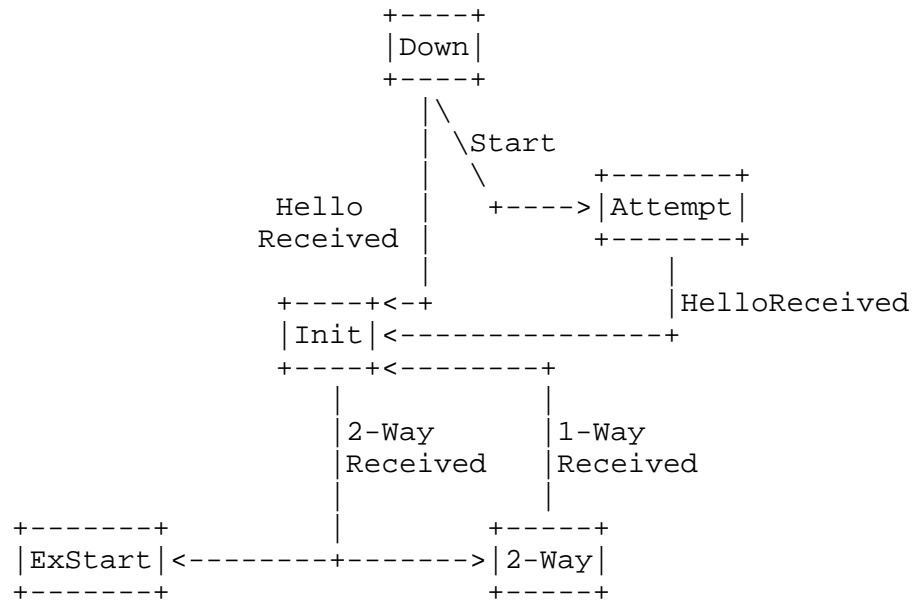 Down
Start
Attempt
Hello
Received
HelloReceived
Init
2-Way
Received
1-Way
Received
ExStart
2-Way